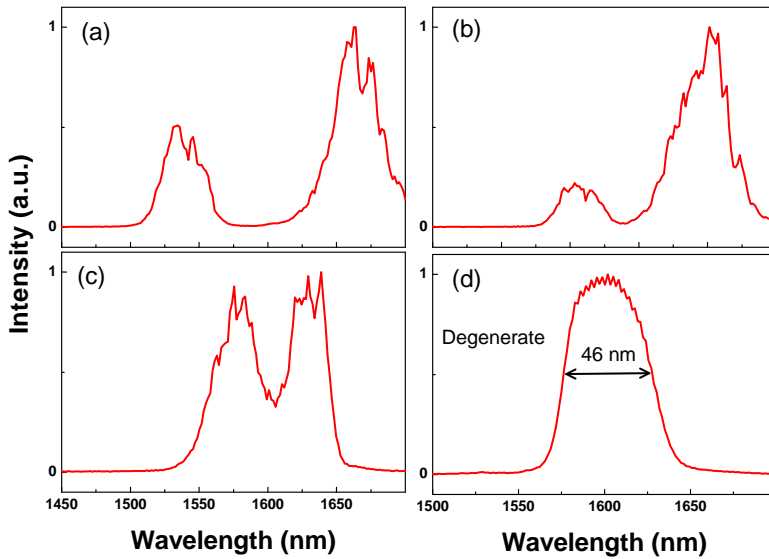 (a)
(b)
1
1
0
0
(c)
(d)
1
1
Degenerate
46 nm
0
0
1450 1500 1550 1600 1650
1500 1550 1600 1650
Intensity (a.u.)
Wavelength (nm)
Wavelength (nm)